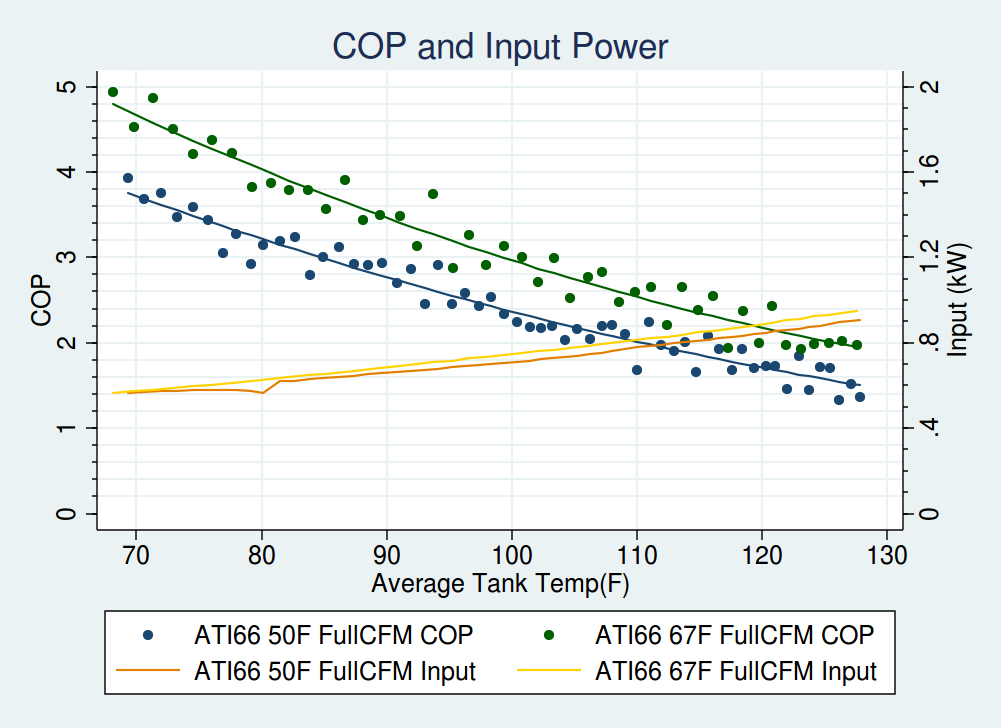 COP and Input Power
5
4
3
2
1
0
COP
2
1.6
1.2
.8
.4
0
Input (kW)
70 80 90 100 110 120 130
Average Tank Temp(F)
ATI66 50F FullCFM COP ATI66 67F FullCFM COP
ATI66 50F FullCFM Input ATI66 67F FullCFM Input